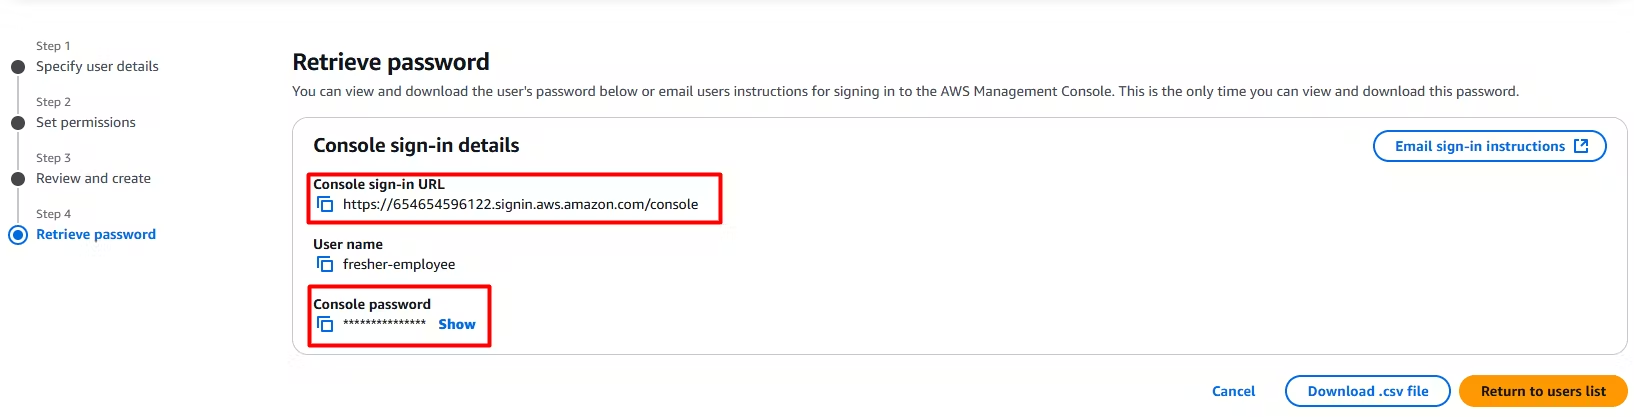 Step 1
Specify user details
Step 2
Set permissions
Step 3
Review and create
Step 4
Retrieve password
Retrieve password
You can view and download the user's password below or email users instructions for signing in to the AWS Management Console. This is the only time you can view and download this password.
Console sign-in details
Email sign-in instructions
Console sign-in URL
https://654654596122.signin.aws.amazon.com/console
User name
fresher-employee
Console password
*************** Show
Cancel
Download .csv file
Return to users list